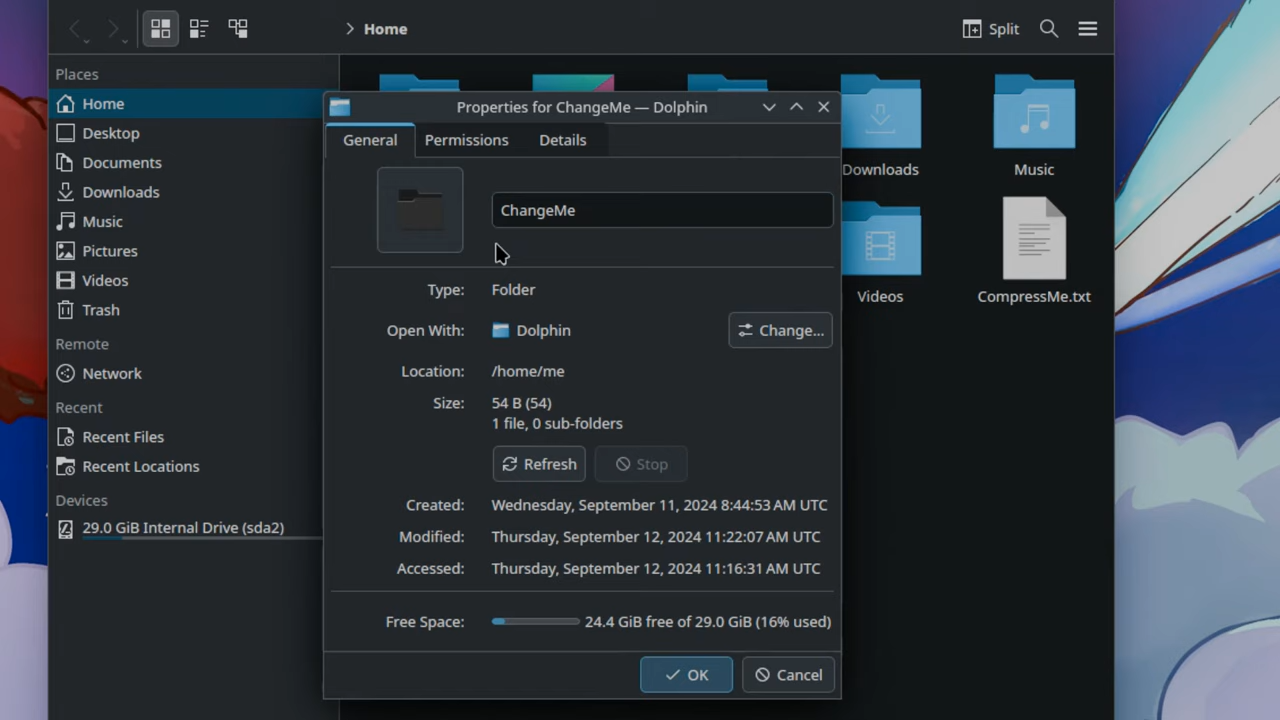 Home
Split
Places
Home
Desktop
Documents
Downloads
Music
Pictures
Videos
Trash
Remote
Network
Recent
Recent Files
Recent Locations
Devices
29.0 GiB Internal Drive (sda2)
Downloads
Music
Videos
CompressMe.txt
Properties for ChangeMe — Dolphin
General Permissions Details
ChangeMe
Type: Folder
Open With: Dolphin Change...
Location: /home/me
Size: 54 B (54)
1 file, 0 sub-folders
Refresh Stop
Created: Wednesday, September 11, 2024 8:44:53 AM UTC
Modified: Thursday, September 12, 2024 11:22:07 AM UTC
Accessed: Thursday, September 12, 2024 11:16:31 AM UTC
Free Space: 24.4 GiB free of 29.0 GiB (16% used)
OK Cancel